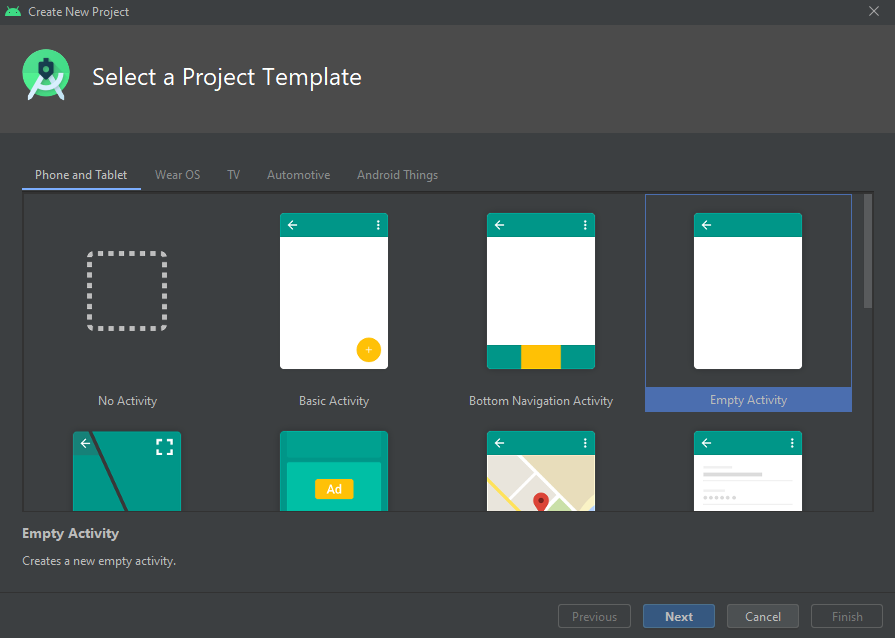 Create New Project
Select a Project Template
Phone and Tablet Wear OS TV Automotive Android Things
No Activity Basic Activity Bottom Navigation Activity Empty Activity
Ad
Empty Activity
Creates a new empty activity.
Previous Next Cancel Finish